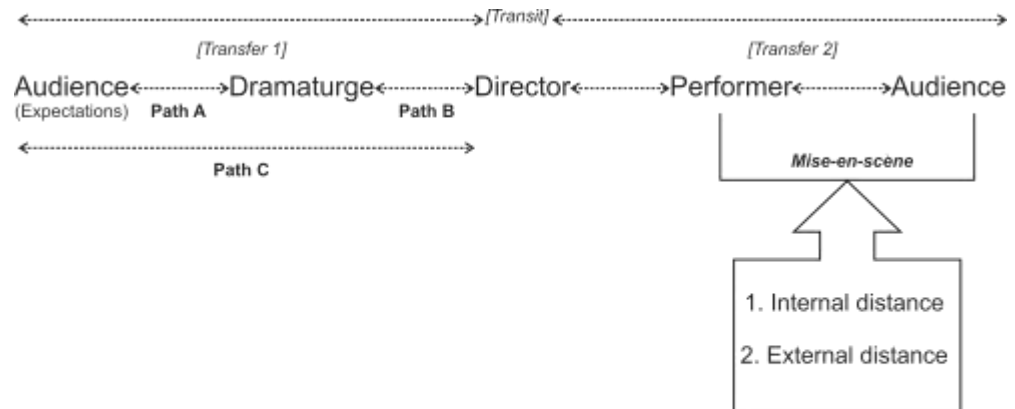 [Transit]
[Transfer 1] [Transfer 2]
Audience Dramaturge Director Performer Audience
(Expectations) Path A Path B
Path C
Mise-en-scène
1. Internal distance
2. External distance